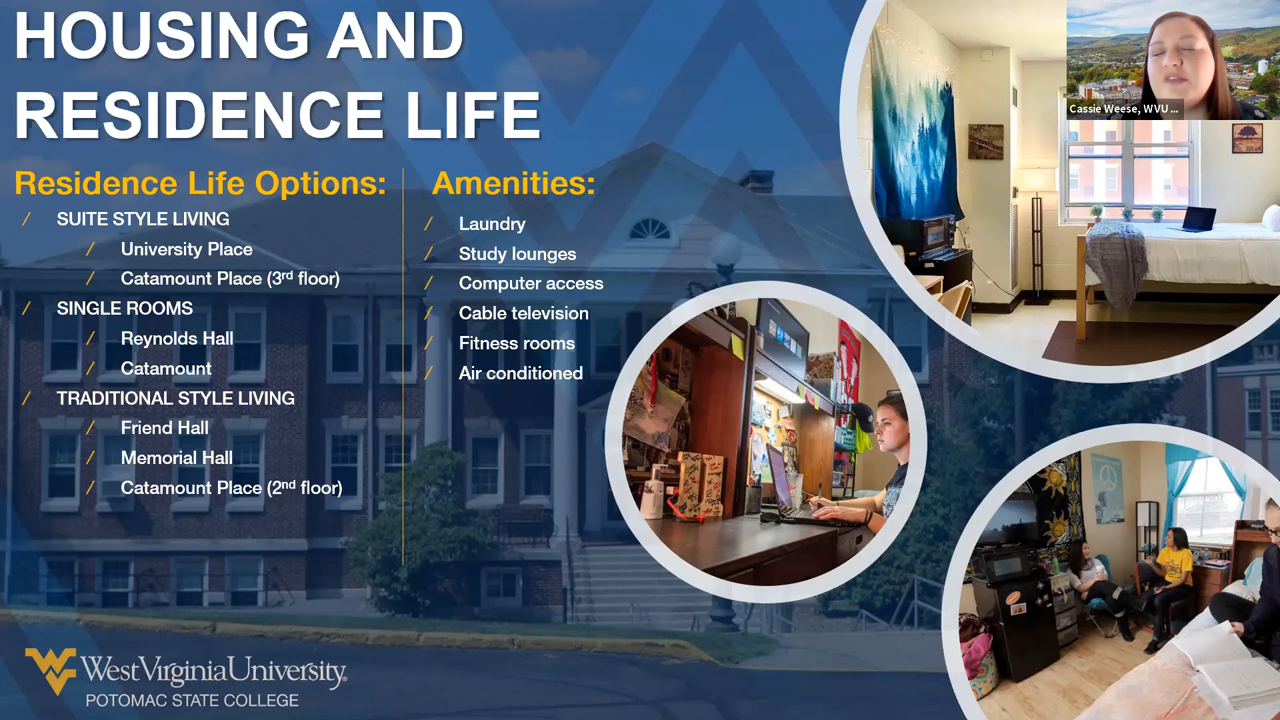 HOUSING AND
RESIDENCE LIFE
Residence Life Options:
/ SUITE STYLE LIVING
/ University Place
/ Catamount Place (3rd floor)
/ SINGLE ROOMS
/ Reynolds Hall
/ Catamount
/ TRADITIONAL STYLE LIVING
/ Friend Hall
/ Memorial Hall
/ Catamount Place (2nd floor)
Amenities:
/ Laundry
/ Study lounges
/ Computer access
/ Cable television
/ Fitness rooms
/ Air conditioned
Cassie Weese, WVU ...
WestVirginiaUniversity®
POTOMAC STATE COLLEGE